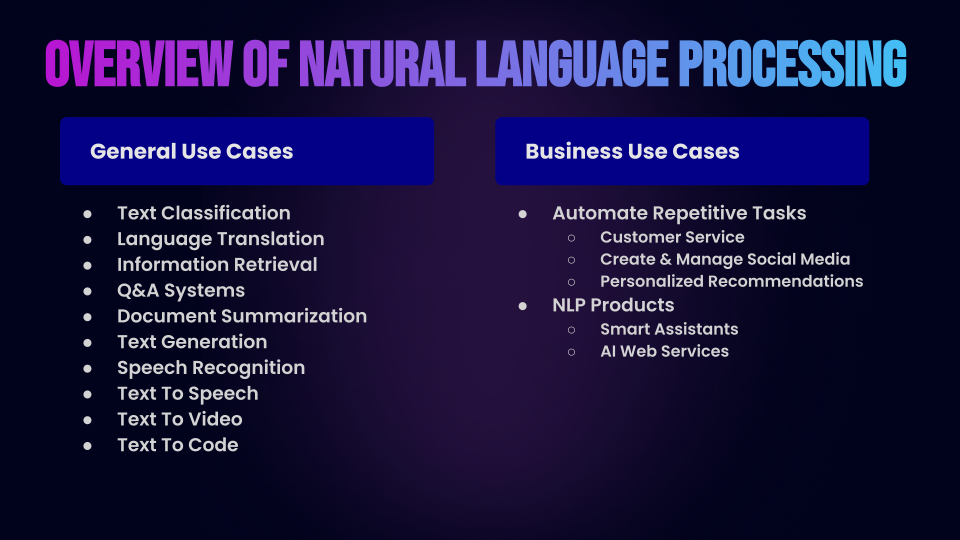 OVERVIEW OF NATURAL LANGUAGE PROCESSING
General Use Cases
● Text Classification
● Language Translation
● Information Retrieval
● Q&A Systems
● Document Summarization
● Text Generation
● Speech Recognition
● Text To Speech
● Text To Video
● Text To Code
Business Use Cases
● Automate Repetitive Tasks
○ Customer Service
○ Create & Manage Social Media
○ Personalized Recommendations
● NLP Products
○ Smart Assistants
○ AI Web Services